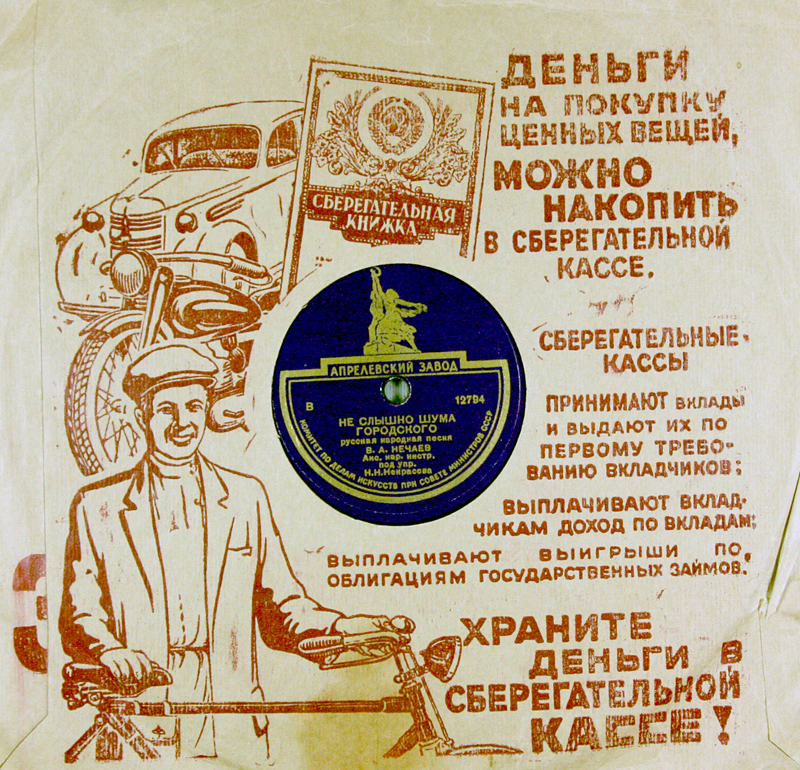 ДЕНЬГИ
НА ПОКУПКУ
ЦЕННЫХ ВЕЩЕЙ,
МОЖНО
НАКОПИТЬ
В СБЕРЕГАТЕЛЬНОЙ
КАССЕ.
СБЕРЕГАТЕЛЬНАЯ
КНИЖКА
СБЕРЕГАТЕЛЬНЫЕ
КАССЫ
ПРИНИМАЮТ ВКЛАДЫ
И ВЫДАЮТ ИХ ПО
ПЕРВОМУ ТРЕБО-
ВАНИЮ ВКЛАДЧИКОВ;
ВЫПЛАЧИВАЮТ ВКЛАД-
ЧИКАМ ДОХОД ПО ВКЛАДАМ;
ВЫПЛАЧИВАЮТ ВЫИГРЫШИ ПО
ОБЛИГАЦИЯМ ГОСУДАРСТВЕННЫХ ЗАЙМОВ.
ХРАНИТЕ
ДЕНЬГИ В
СБЕРЕГАТЕЛЬНОЙ
КАССЕ!
АПРЕЛЕВСКИЙ ЗАВОД
В 12794
НЕ СЛЫШНО ШУМА
ГОРОДСКОГО
русская народная песня
В. А. НЕЧАЕВ
Анс. нар. инстр.
под упр.
Н.Н.Некрасова
КОМИТЕТ ПО ДЕЛАМ ИСКУССТВ ПРИ СОВЕТЕ МИНИСТРОВ СССР
З